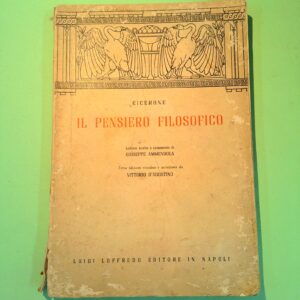 CICERONE
IL PENSIERO FILOSOFICO
GIUSEPPE AMMENDOLA
VITTORIO D'AGOSTINO
LUIGI LOFFREDO EDITORE IN NAPOLI